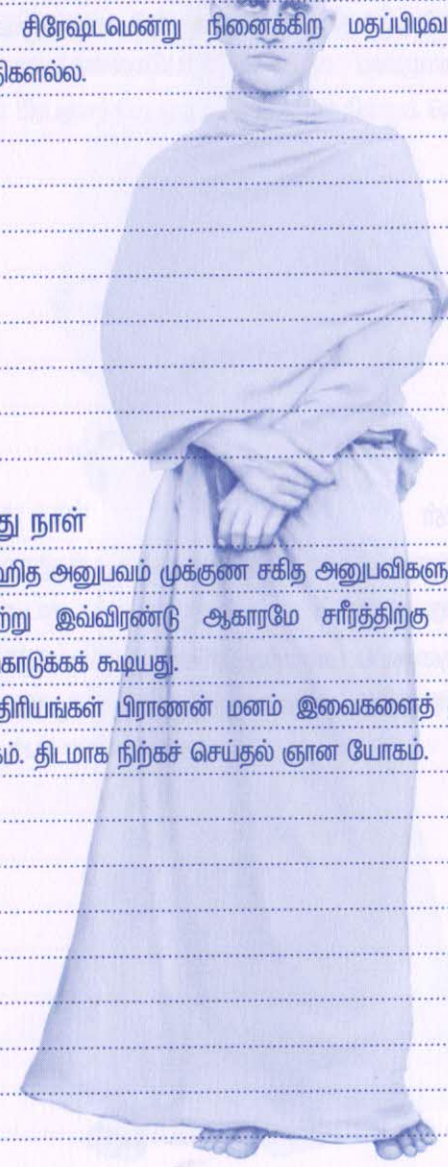 சிரேஷ்டமென்று நினைக்கிற மதப்பிடிவ
திகளல்ல.
து நாள்
ஹித அனுபவம் முக்குண சகித அனுபவிகளு
ற்று இவ்விரண்டு ஆகாரமே சரீரத்திற்கு
கொடுக்கக் கூடியது.
திரியங்கள் பிராணன் மனம் இவைகளைத்
கம். திடமாக நிற்கச் செய்தல் ஞான யோகம்.